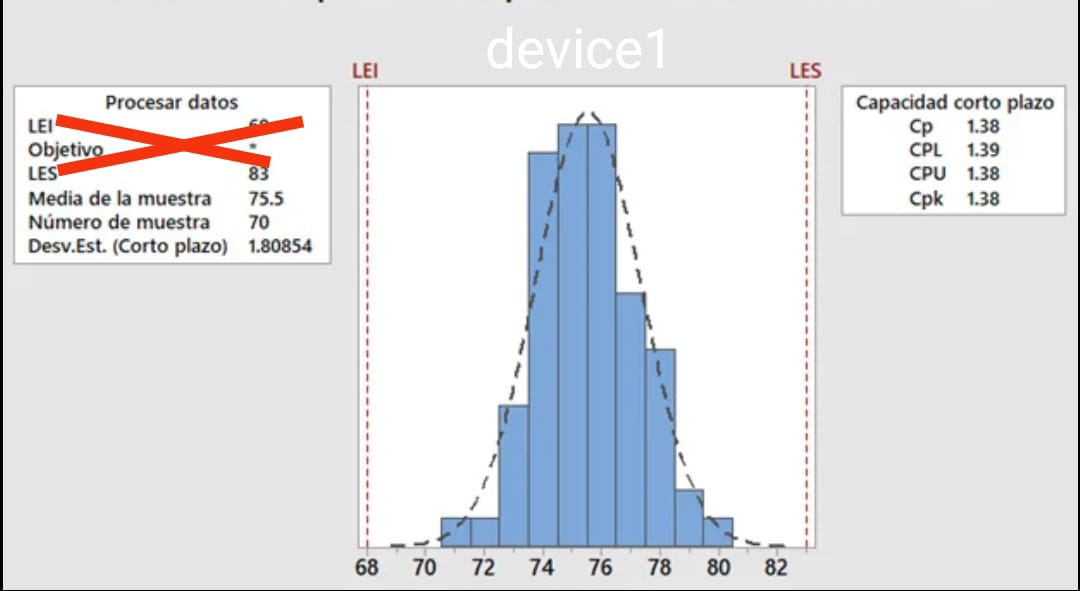 device1
LEI
LES
Procesar datos
LEI
Objetivo *
LES 83
Media de la muestra 75.5
Número de muestra 70
Desv.Est. (Corto plazo) 1.80854
Capacidad corto plazo
Cp 1.38
CPL 1.39
CPU 1.38
Cpk 1.38
68 70 72 74 76 78 80 82